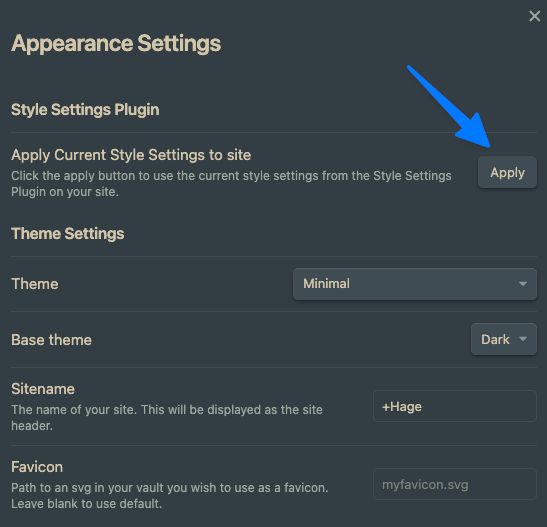 Appearance Settings
Style Settings Plugin
Apply Current Style Settings to site
Click the apply button to use the current style settings from the Style Settings
Plugin on your site.
Apply
Theme Settings
Theme
Minimal
Base theme
Dark
Sitename
The name of your site. This will be displayed as the site
header.
+Hage
Favicon
Path to an svg in your vault you wish to use as a favicon.
Leave blank to use default.
myfavicon.svg